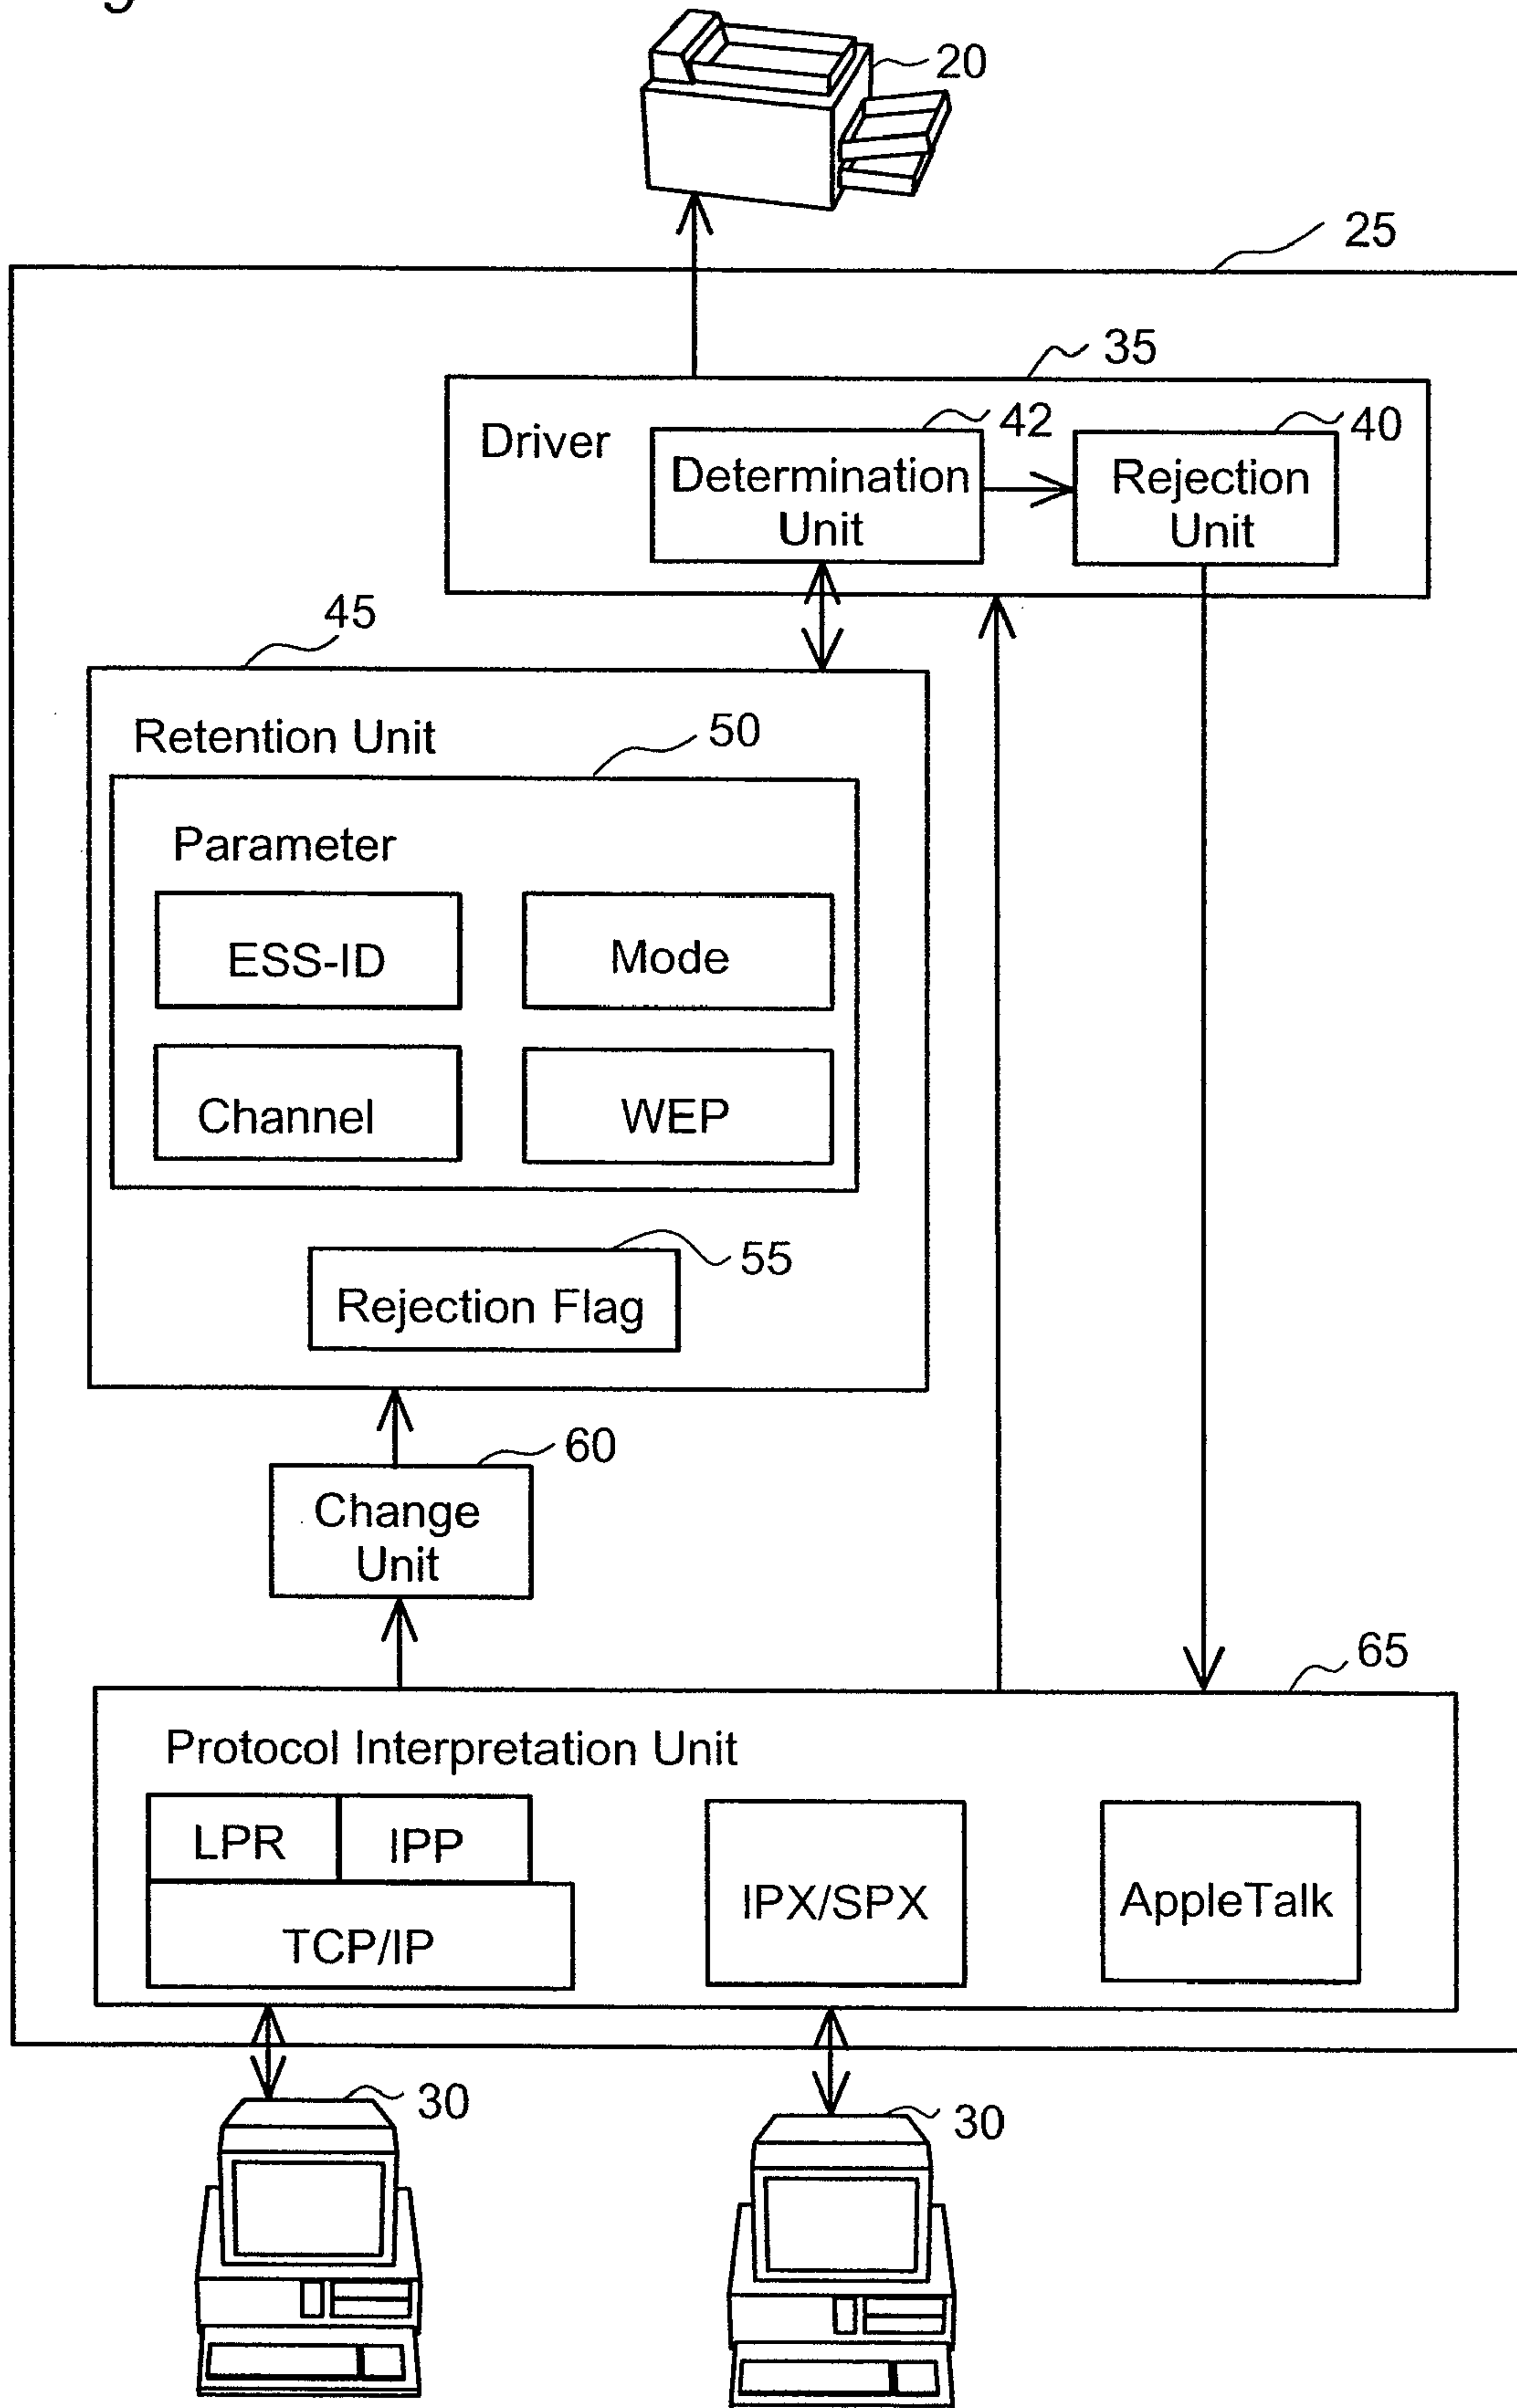 20
25
35
Driver
42
Determination
Unit
40
Rejection
Unit
45
Retention Unit
50
Parameter
ESS-ID
Mode
Channel
WEP
55
Rejection Flag
60
Change
Unit
65
Protocol Interpretation Unit
LPR
IPP
TCP/IP
IPX/SPX
AppleTalk
30
30